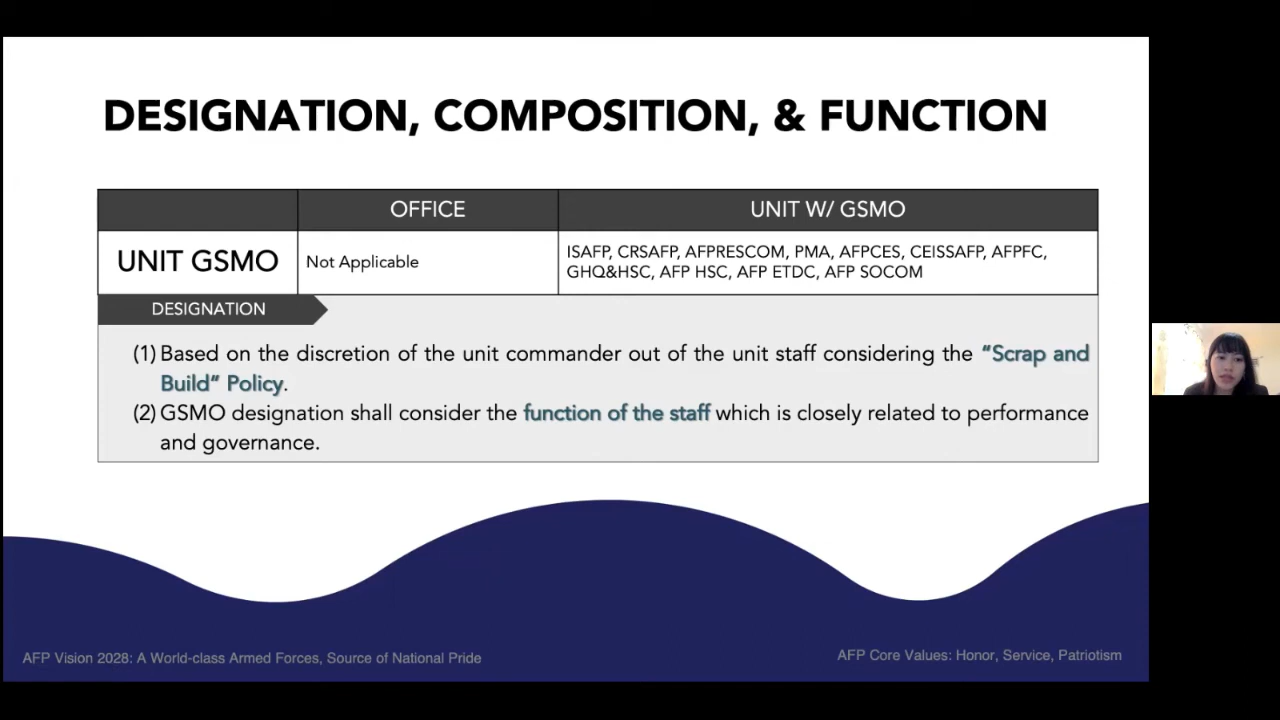 DESIGNATION, COMPOSITION, & FUNCTION
OFFICE
UNIT W/ GSMO
UNIT GSMO
Not Applicable
ISAFP, CRSAFP, AFPRESCOM, PMA, AFPCES, CEISSAFP, AFPFC,
GHQ&HSC, AFP HSC, AFP ETDC, AFP SOCOM
DESIGNATION
(1) Based on the discretion of the unit commander out of the unit staff considering the “Scrap and
Build” Policy.
(2) GSMO designation shall consider the function of the staff which is closely related to performance
and governance.
AFP Vision 2028: A World-class Armed Forces, Source of National Pride
AFP Core Values: Honor, Service, Patriotism